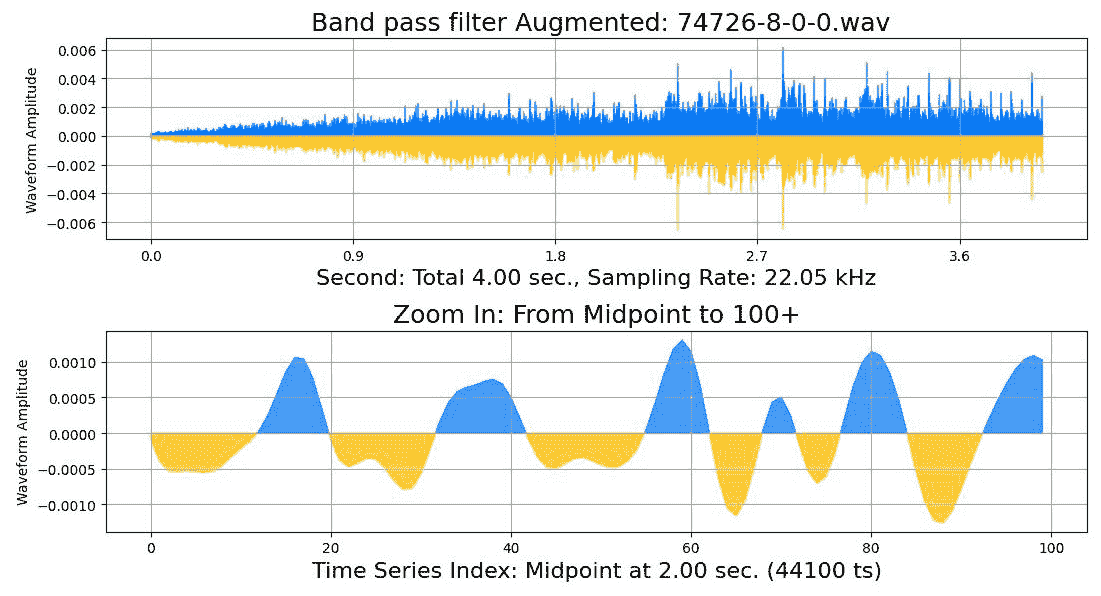 Band pass filter Augmented: 74726-8-0-0.wav
Waveform Amplitude
0.006
0.004
0.002
0.000
−0.002
−0.004
−0.006
0.0 0.9 1.8 2.7 3.6
Second: Total 4.00 sec., Sampling Rate: 22.05 kHz
Zoom In: From Midpoint to 100+
Waveform Amplitude
0.0010
0.0005
0.0000
−0.0005
−0.0010
0 20 40 60 80 100
Time Series Index: Midpoint at 2.00 sec. (44100 ts)